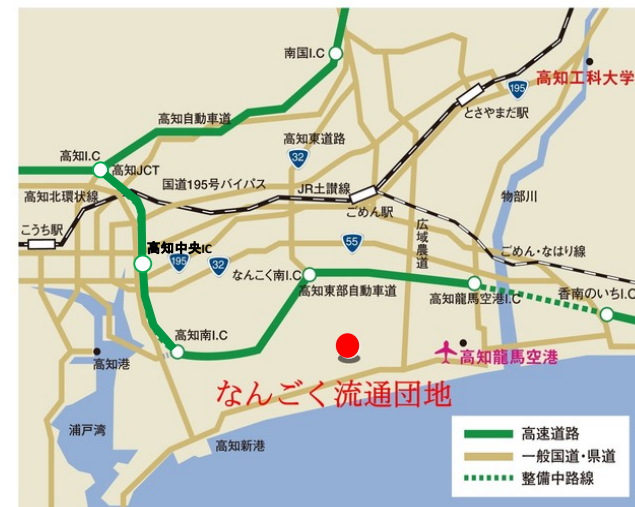 南国I.C
高知工科大学
195
とさやまだ駅
高知自動車道
高知東道路
32
高知I.C
高知JCT
国道195号バイパス
JR土讃線
高知北環状線
ごめん駅
物部川
こうち駅
広域農道
高知中央IC
195
32
55
なんこく南I.C
ごめん・なはり線
高知東部自動車道
高知龍馬空港I.C
香南のいちI.C
高知南I.C
高知港
高知龍馬空港
なんごく流通団地
浦戸湾
高知新港
高速道路
一般国道・県道
整備中路線